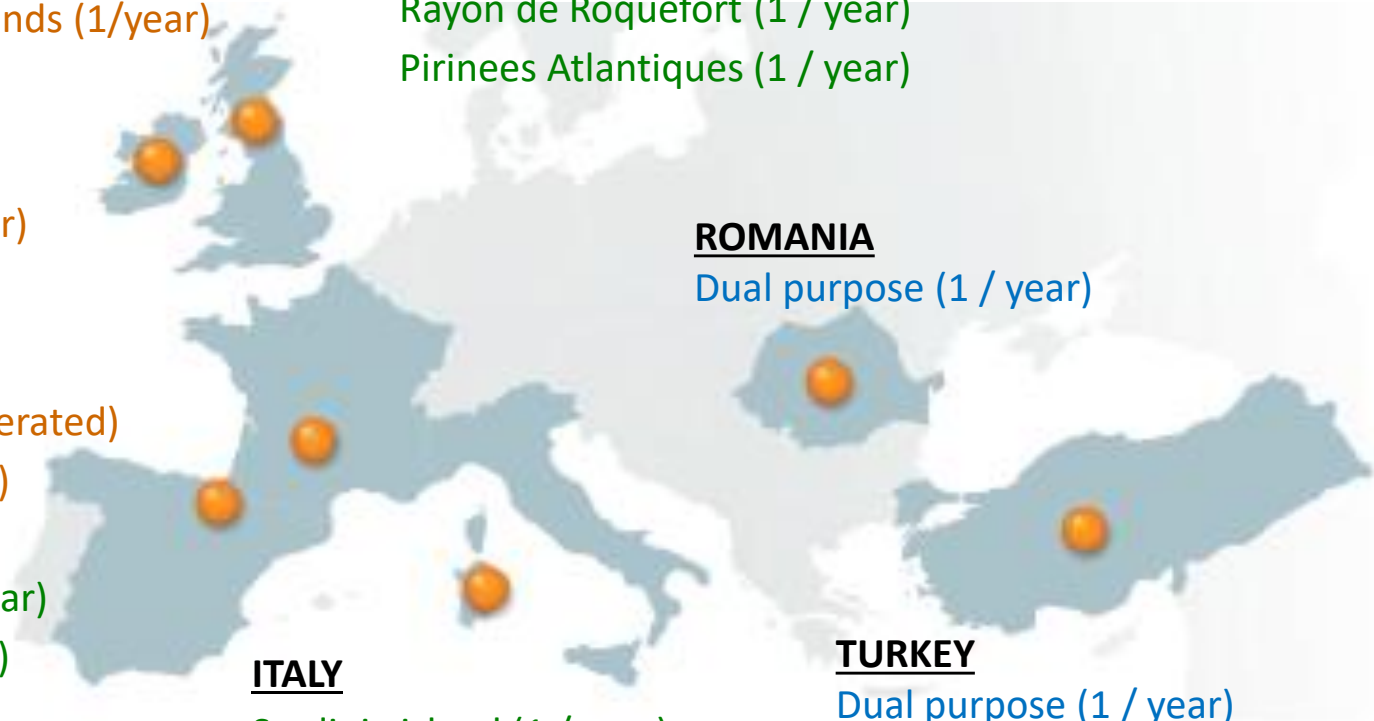 nds (1/year)
Rayon de Roquefort (1 / year)
Pirinees Atlantiques (1 / year)
r)
ROMANIA
Dual purpose (1 / year)
erated)
)
ar)
)
ITALY
TURKEY
Dual purpose (1 / year)